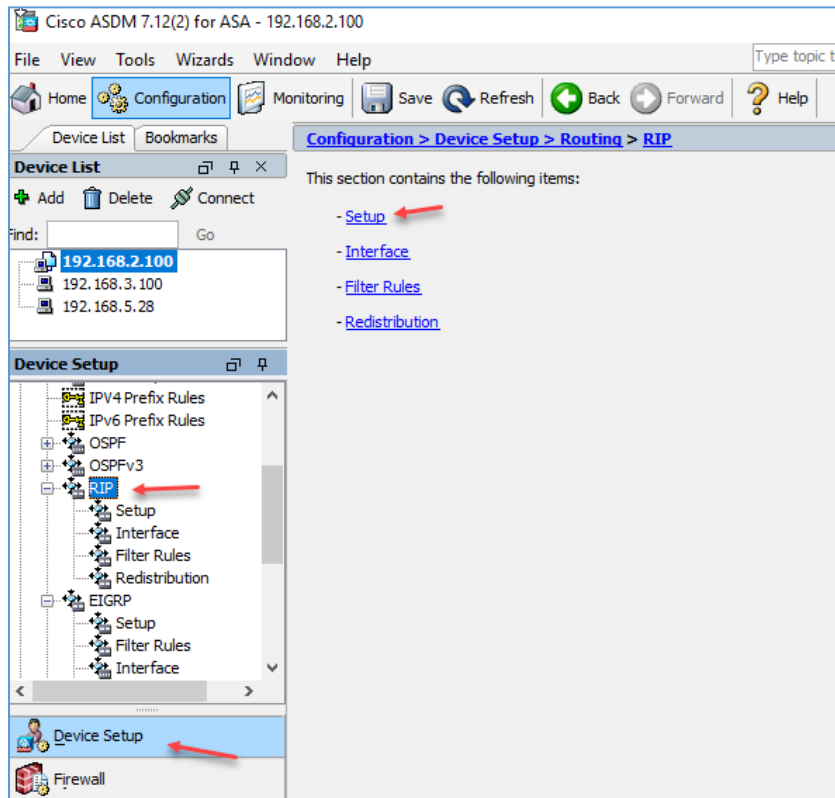 Cisco ASDM 7.12(2) for ASA - 192.168.2.100
File View Tools Wizards Window Help
Type topic t
Home Configuration Monitoring Save Refresh Back Forward Help
Device List Bookmarks
Configuration > Device Setup > Routing > RIP
Device List
This section contains the following items:
Add Delete Connect
- Setup
Find: Go
- Interface
192.168.2.100
192.168.3.100
- Filter Rules
192.168.5.28
- Redistribution
Device Setup
IPV4 Prefix Rules
IPv6 Prefix Rules
OSPF
OSPFv3
RIP
Setup
Interface
Filter Rules
Redistribution
EIGRP
Setup
Filter Rules
Interface
Device Setup
Firewall